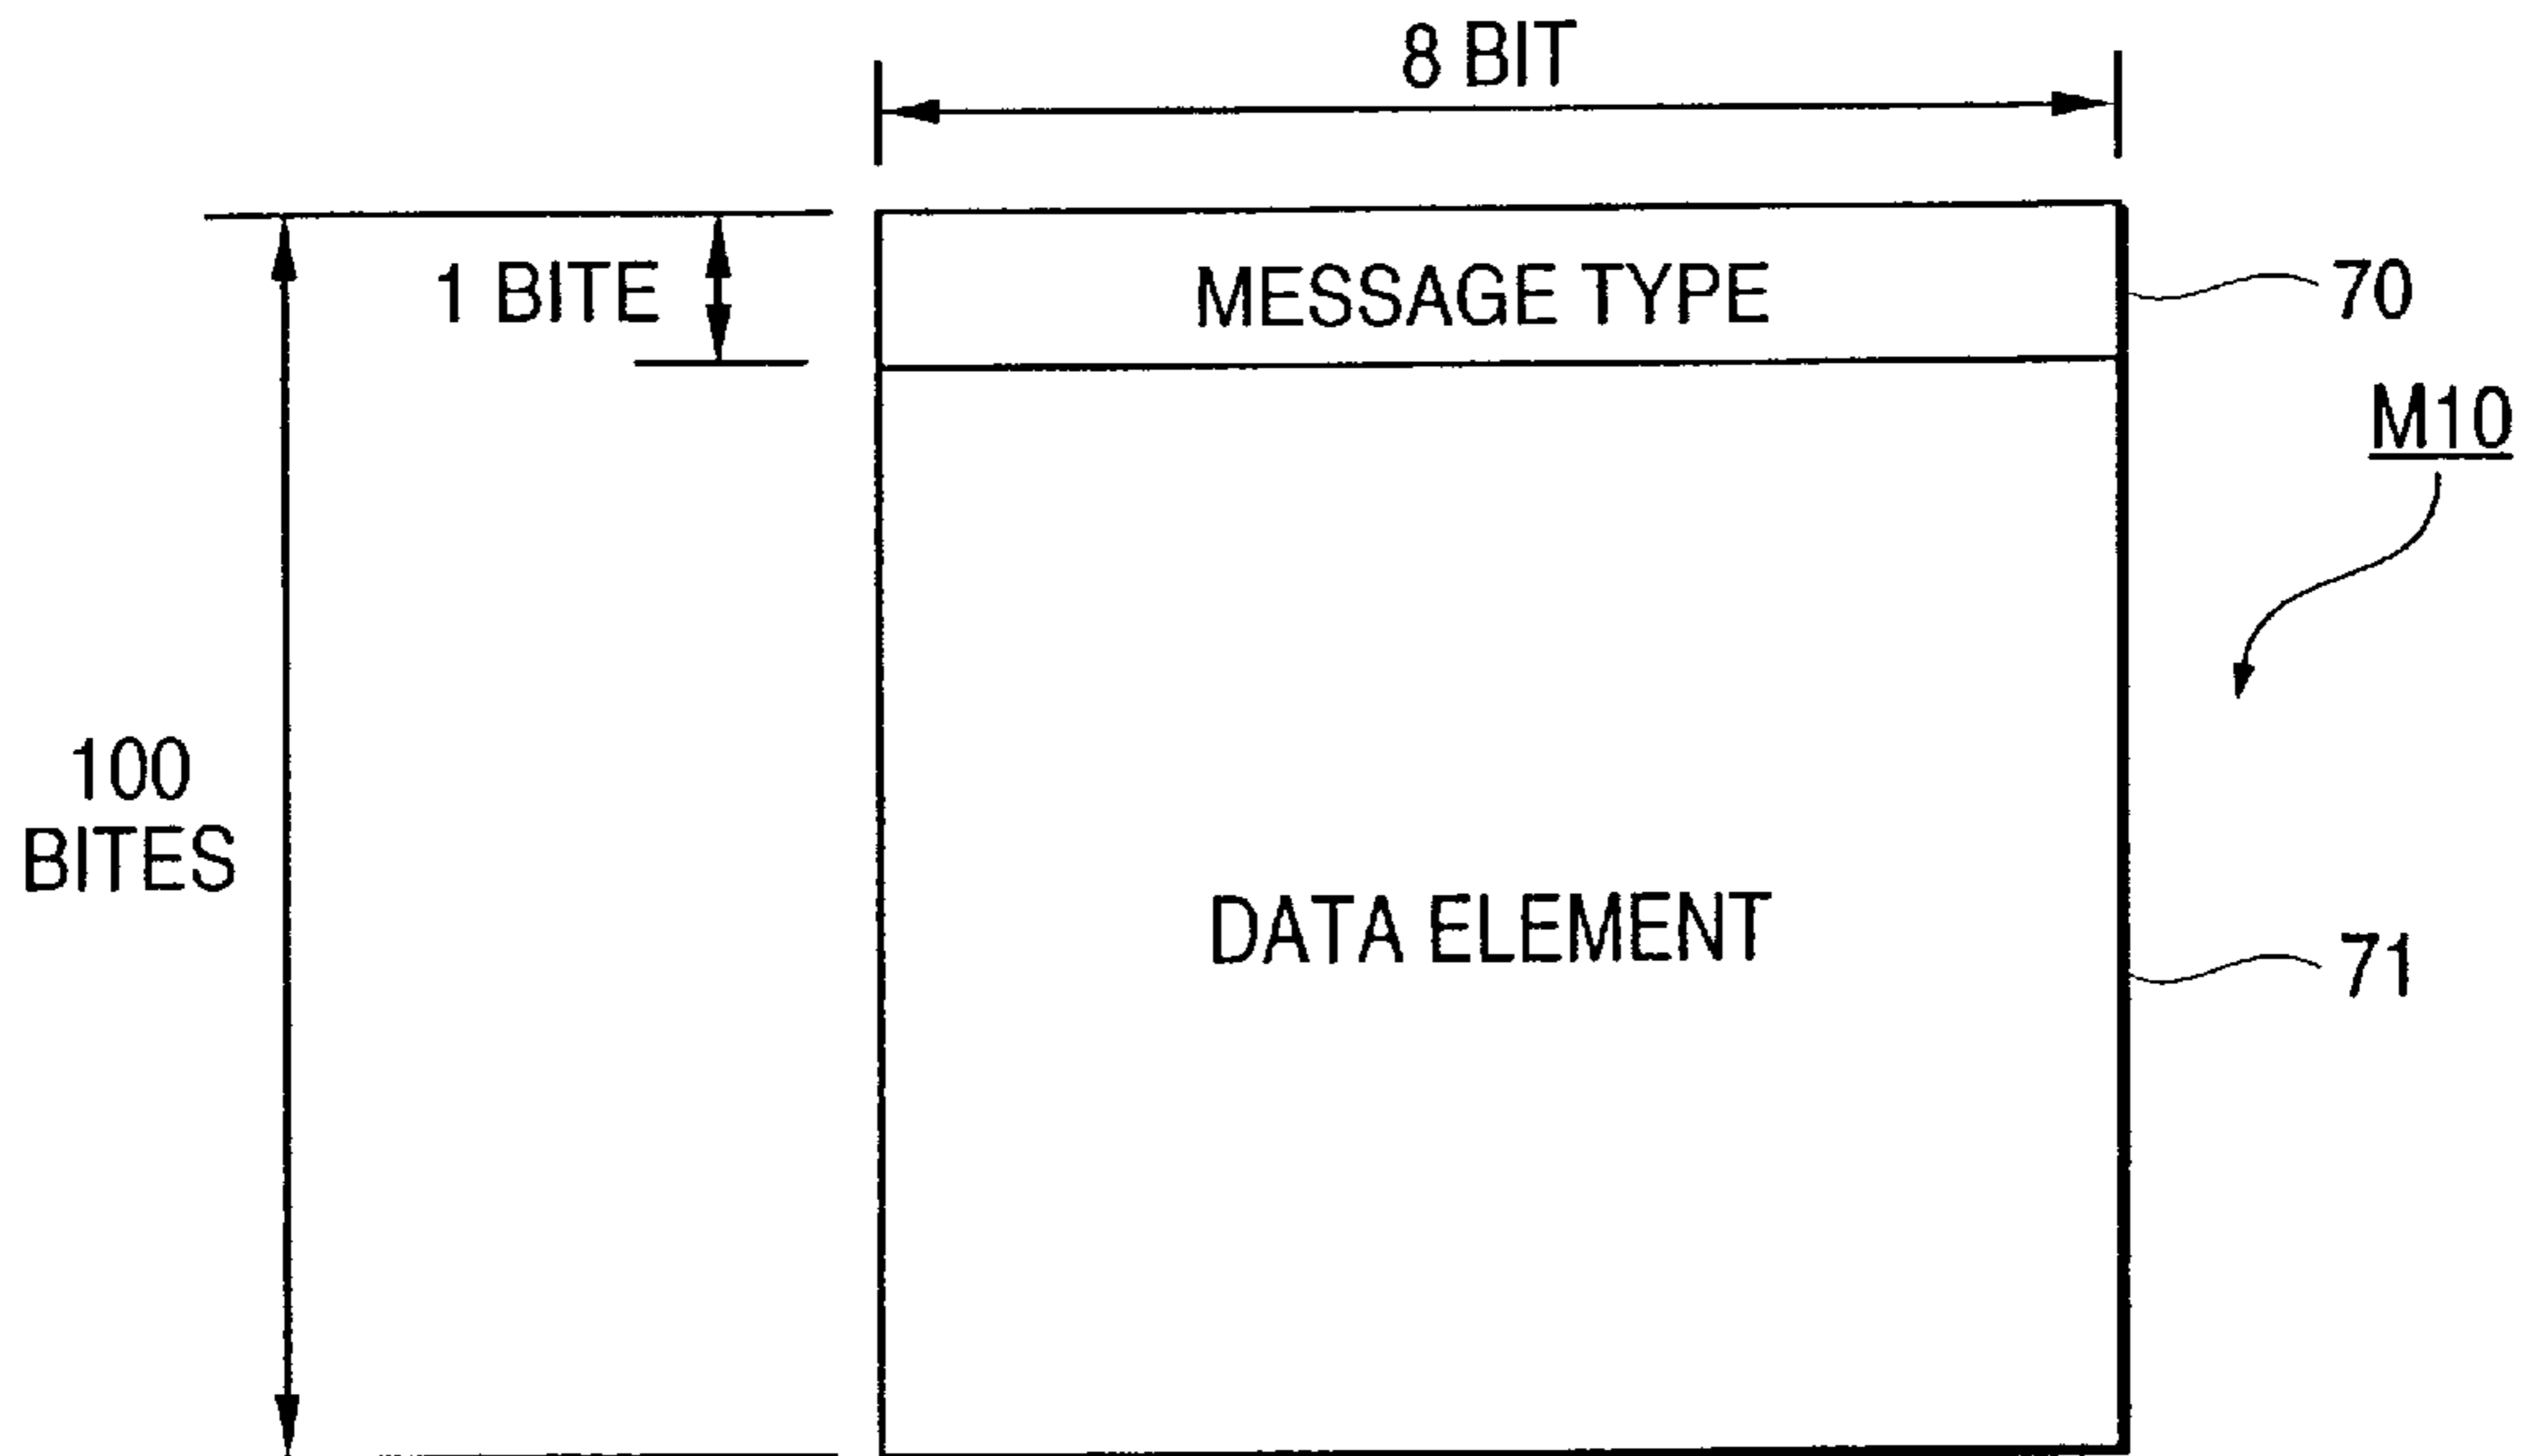 8 BIT
1 BITE
MESSAGE TYPE
70
M10
100
BITES
DATA ELEMENT
71